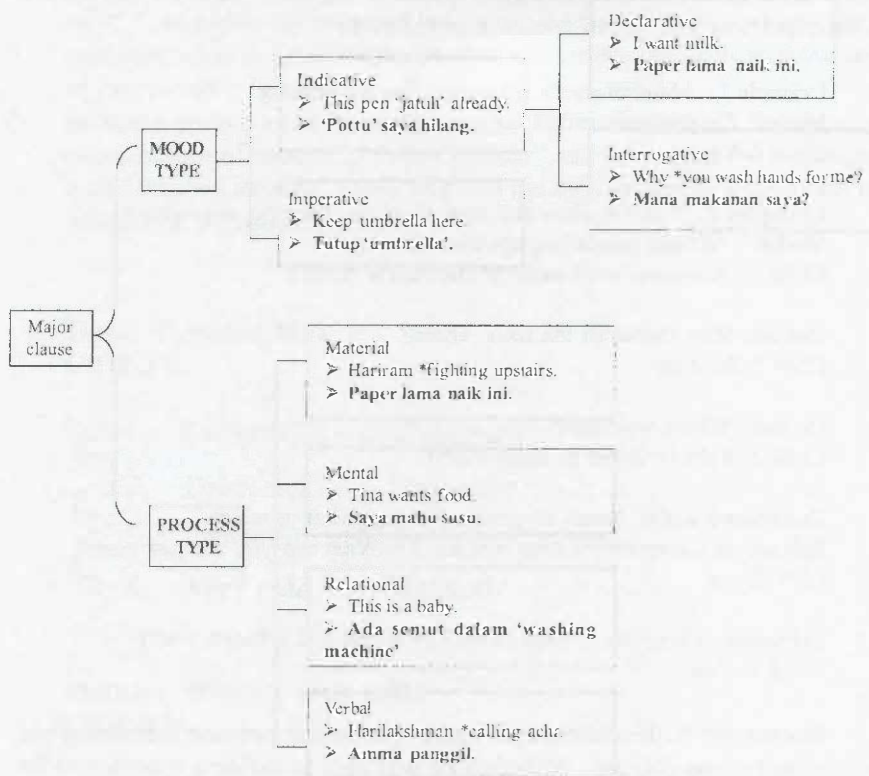 Declarative
➢ I want milk.
➢ Paper lama naik ini.
Indicative
➢ This pen 'jatuh' already.
➢ 'Pottu' saya hilang.
MOOD
TYPE
Interrogative
➢ Why *you wash hands for me?
➢ Mana makanan saya?
Imperative
➢ Keep umbrella here.
➢ Tutup 'umbrella'.
Major
clause
Material
➢ Hariram *fighting upstairs.
➢ Paper lama naik ini.
Mental
➢ Tina wants food.
➢ Saya mahu susu.
PROCESS
TYPE
Relational
➢ This is a baby.
➢ Ada semut dalam 'washing
machine'
Verbal
➢ Harilakshman *calling acha.
➢ Amma panggil.